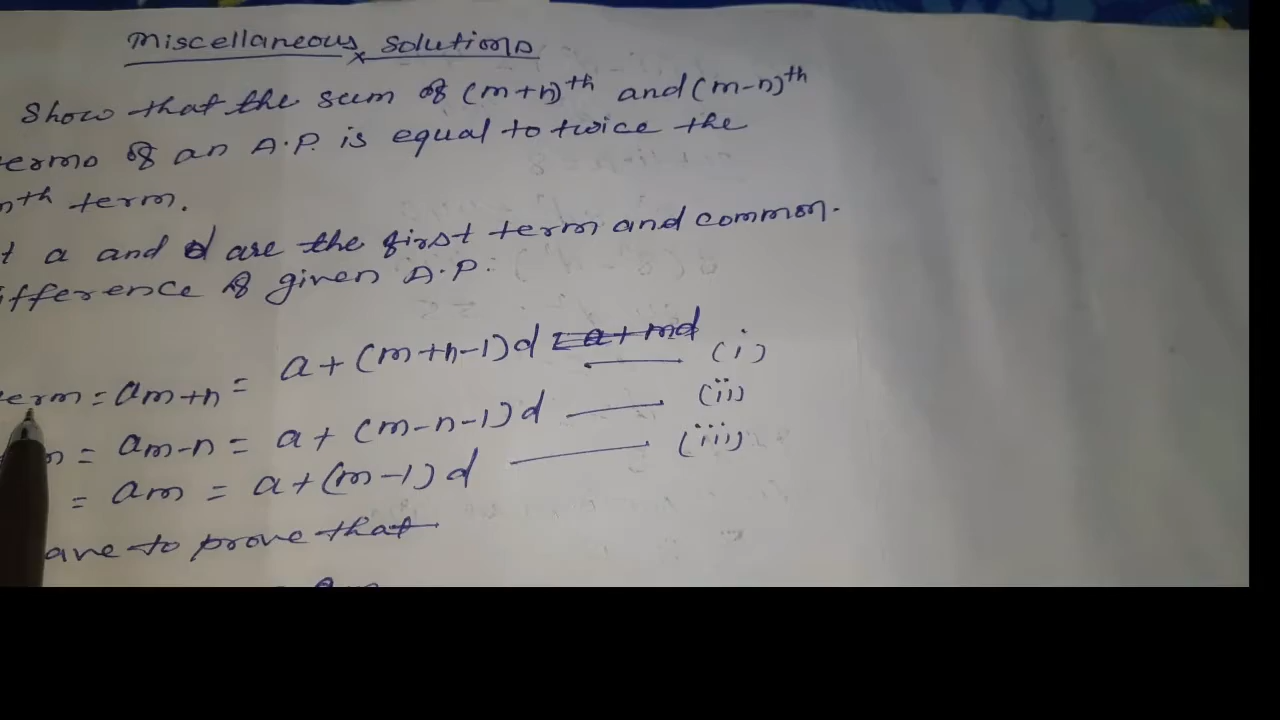 Miscellaneous Solutions
Show that the sum of (m+n)th and (m-n)th
terms of an A.P. is equal to twice the
mth term.
t a and d are the first term and common
ifference of given A.P.
term = am+n = a + (m+n-1)d = a + md (i)
= am-n = a + (m-n-1)d (ii)
= am = a + (m-1)d (iii)
ave to prove that